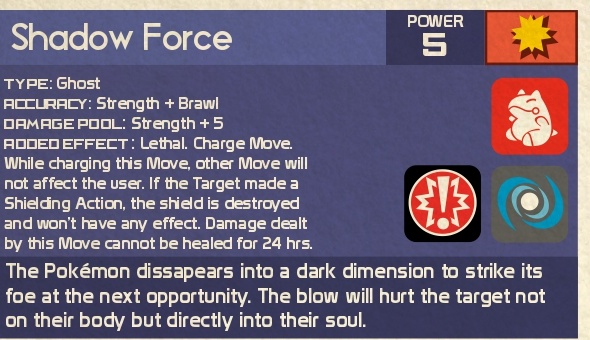 Shadow Force
POWER
5
TYPE: Ghost
ACCURACY: Strength + Brawl
DAMAGE POOL: Strength + 5
ADDED EFFECT: Lethal. Charge Move.
While charging this Move, other Move will
not affect the user. If the Target made a
Shielding Action, the shield is destroyed
and won't have any effect. Damage dealt
by this Move cannot be healed for 24 hrs.
The Pokémon dissapears into a dark dimension to strike its
foe at the next opportunity. The blow will hurt the target not
on their body but directly into their soul.